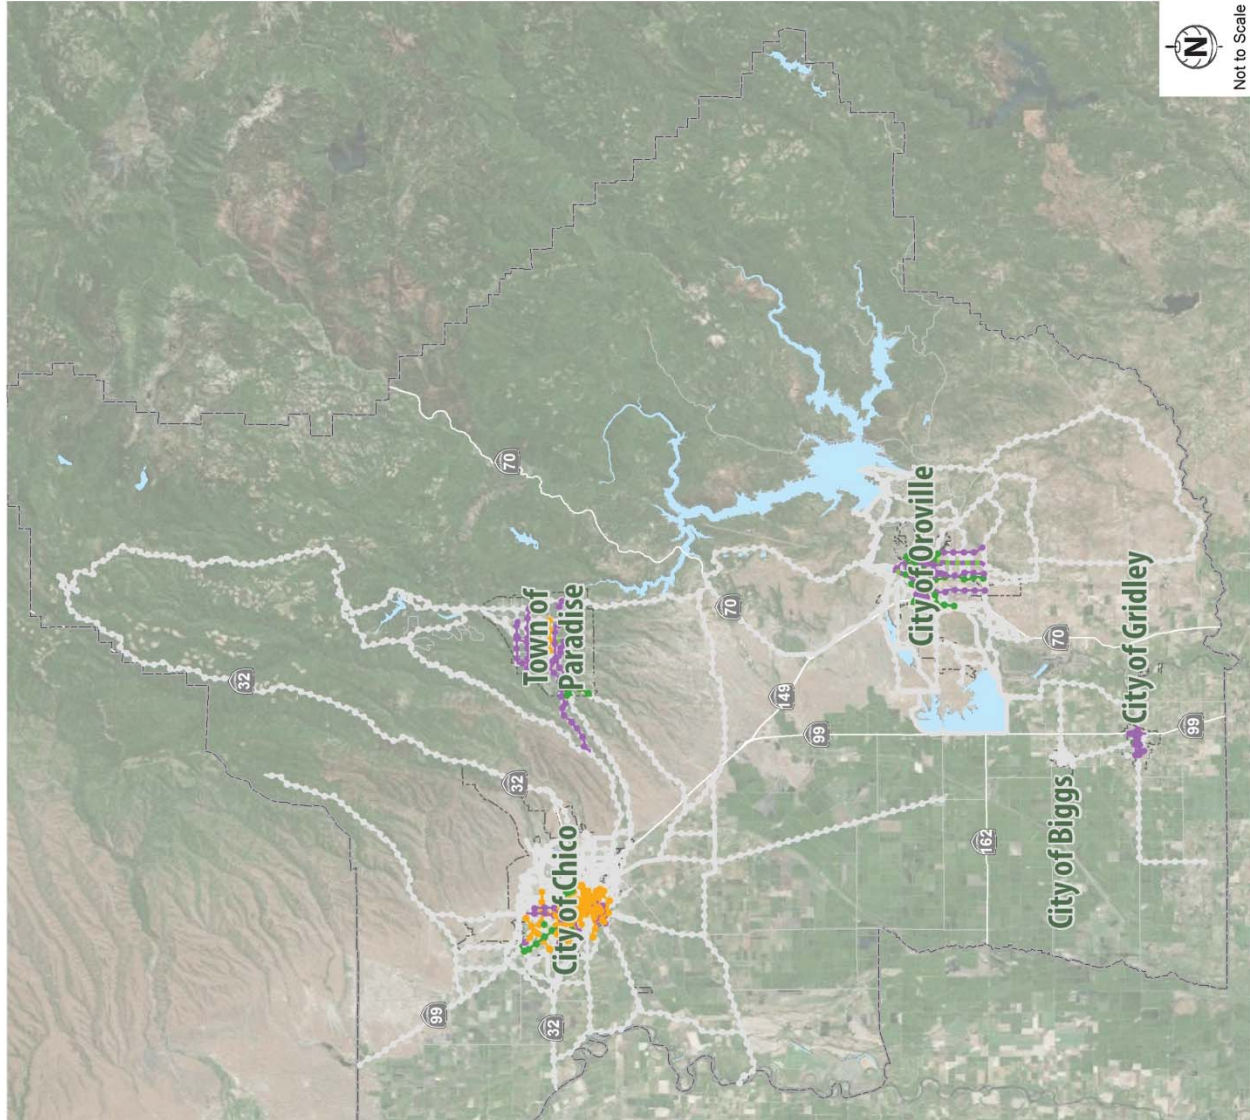 32
99
70
32
Town of
Paradise
32
City of Chico
70
149
99
City of Oroville
162
70
City of Biggs
City of Gridley
99
N
Not to Scale